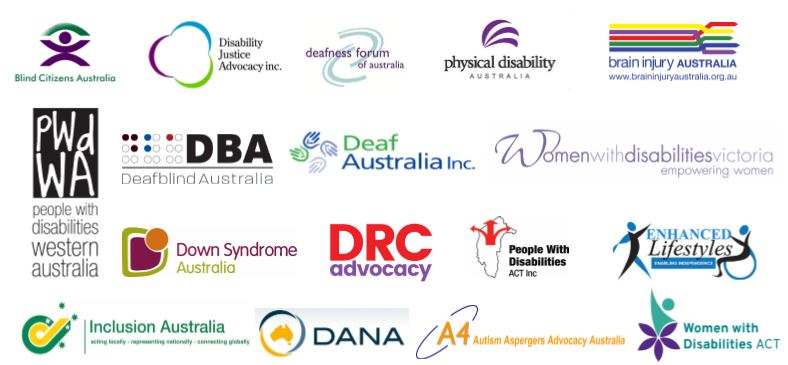 Blind Citizens Australia
Disability
Justice
Advocacy inc.
deafness forum
of australia
physical disability
AUSTRALIA
brain injury AUSTRALIA
www.braininjuryaustralia.org.au
PWd
WA
people with
disabilities
western
australia
DBA
Deafblind Australia
Deaf
Australia Inc.
Womenwithdisabilitiesvictoria
empowering women
Down Syndrome
Australia
DRC
advocacy
People With
Disabilities
ACT Inc
ENHANCED
Lifestyles
ENABLING INDEPENDENCE
Inclusion Australia
acting locally - representing nationally - connecting globally
DANA
A4 Autism Aspergers Advocacy Australia
Women with
Disabilities ACT